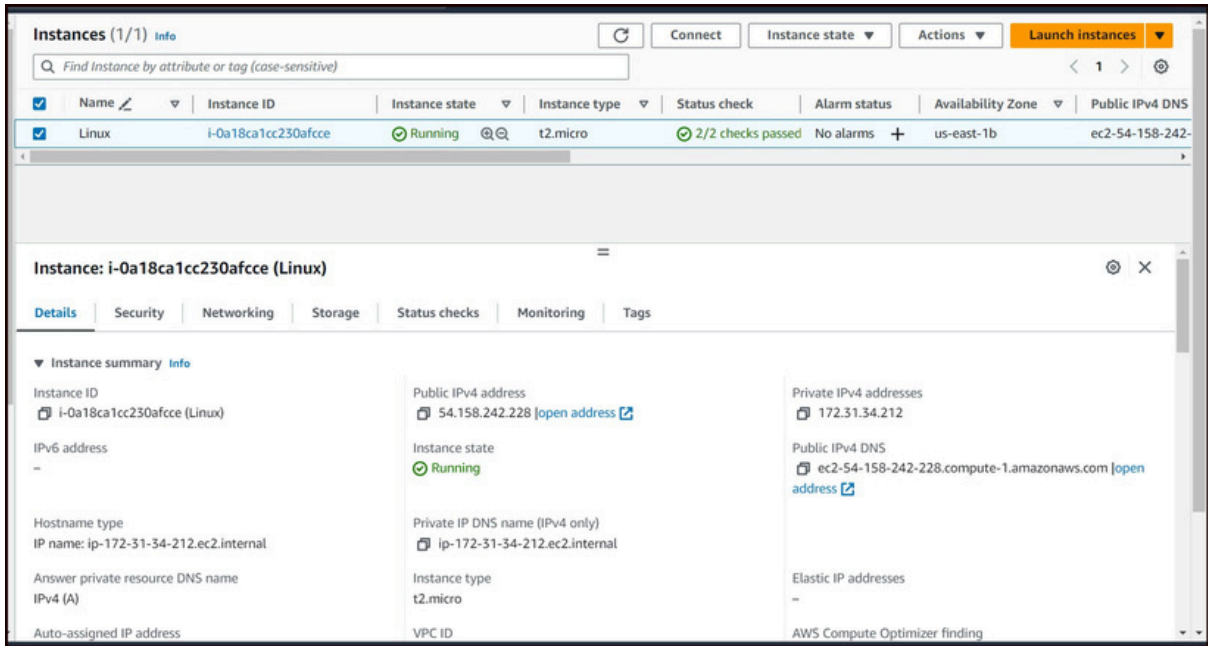 Instances (1/1) Info
Connect
Instance state
Actions
Launch instances
Find Instance by attribute or tag (case-sensitive)
1
Name
Instance ID
Instance state
Instance type
Status check
Alarm status
Availability Zone
Public IPv4 DNS
Linux
i-0a18ca1cc230afcce
Running
t2.micro
2/2 checks passed
No alarms
us-east-1b
ec2-54-158-242-
Instance: i-0a18ca1cc230afcce (Linux)
Details
Security
Networking
Storage
Status checks
Monitoring
Tags
Instance summary Info
Instance ID
i-0a18ca1cc230afcce (Linux)
Public IPv4 address
54.158.242.228 |open address
Private IPv4 addresses
172.31.34.212
IPv6 address
–
Instance state
Running
Public IPv4 DNS
ec2-54-158-242-228.compute-1.amazonaws.com |open
address
Hostname type
IP name: ip-172-31-34-212.ec2.internal
Private IP DNS name (IPv4 only)
ip-172-31-34-212.ec2.internal
Answer private resource DNS name
IPv4 (A)
Instance type
t2.micro
Elastic IP addresses
–
Auto-assigned IP address
VPC ID
AWS Compute Optimizer finding